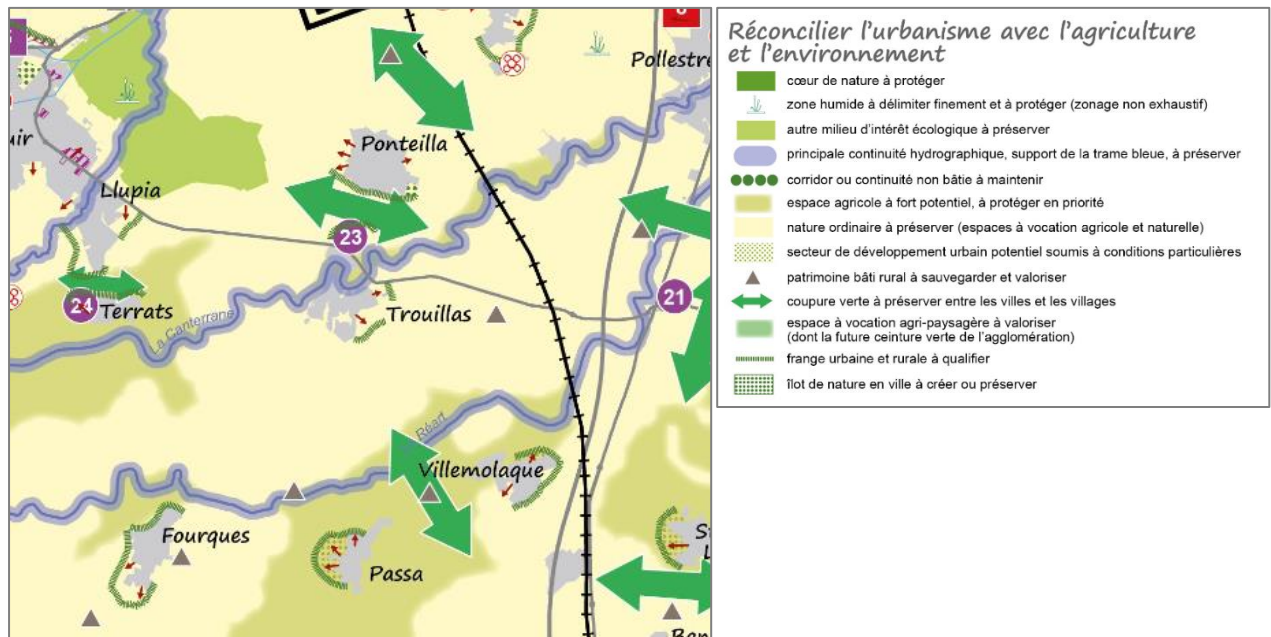 Pollestre
uir
Ponteilla
Llupia
23
24
Terrats
La Canterrane
Trouillas
21
Réart
Villemolaque
Fourques
Passa
S
L
Ban
Réconcilier l'urbanisme avec l'agriculture
et l'environnement
cœur de nature à protéger
zone humide à délimiter finement et à protéger (zonage non exhaustif)
autre milieu d'intérêt écologique à préserver
principale continuité hydrographique, support de la trame bleue, à préserver
corridor ou continuité non bâtie à maintenir
espace agricole à fort potentiel, à protéger en priorité
nature ordinaire à préserver (espaces à vocation agricole et naturelle)
secteur de développement urbain potentiel soumis à conditions particulières
patrimoine bâti rural à sauvegarder et valoriser
coupure verte à préserver entre les villes et les villages
espace à vocation agri-paysagère à valoriser
(dont la future ceinture verte de l'agglomération)
frange urbaine et rurale à qualifier
îlot de nature en ville à créer ou préserver